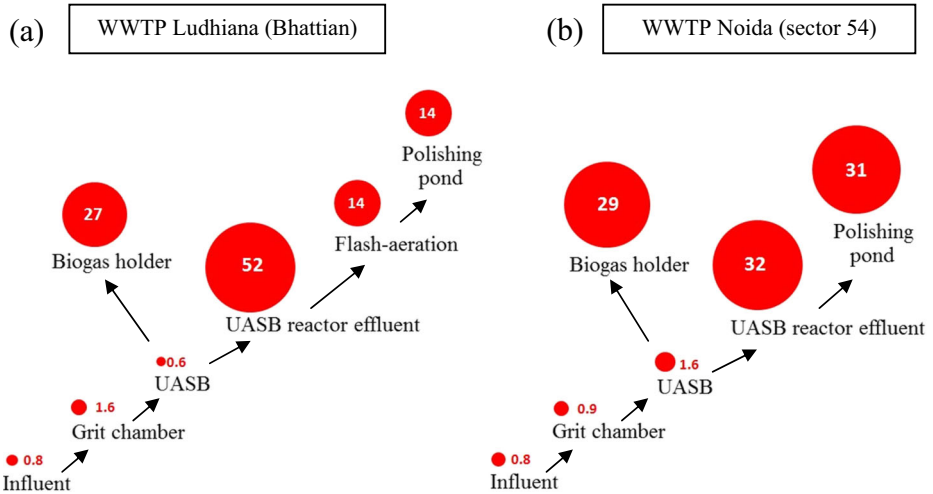 (a)
WWTP Ludhiana (Bhattian)
14
Polishing
pond
14
Flash-aeration
27
Biogas holder
52
UASB reactor effluent
0.6
UASB
1.6
Grit chamber
0.8
Influent
(b)
WWTP Noida (sector 54)
31
Polishing
pond
29
Biogas holder
32
UASB reactor effluent
1.6
UASB
0.9
Grit chamber
0.8
Influent